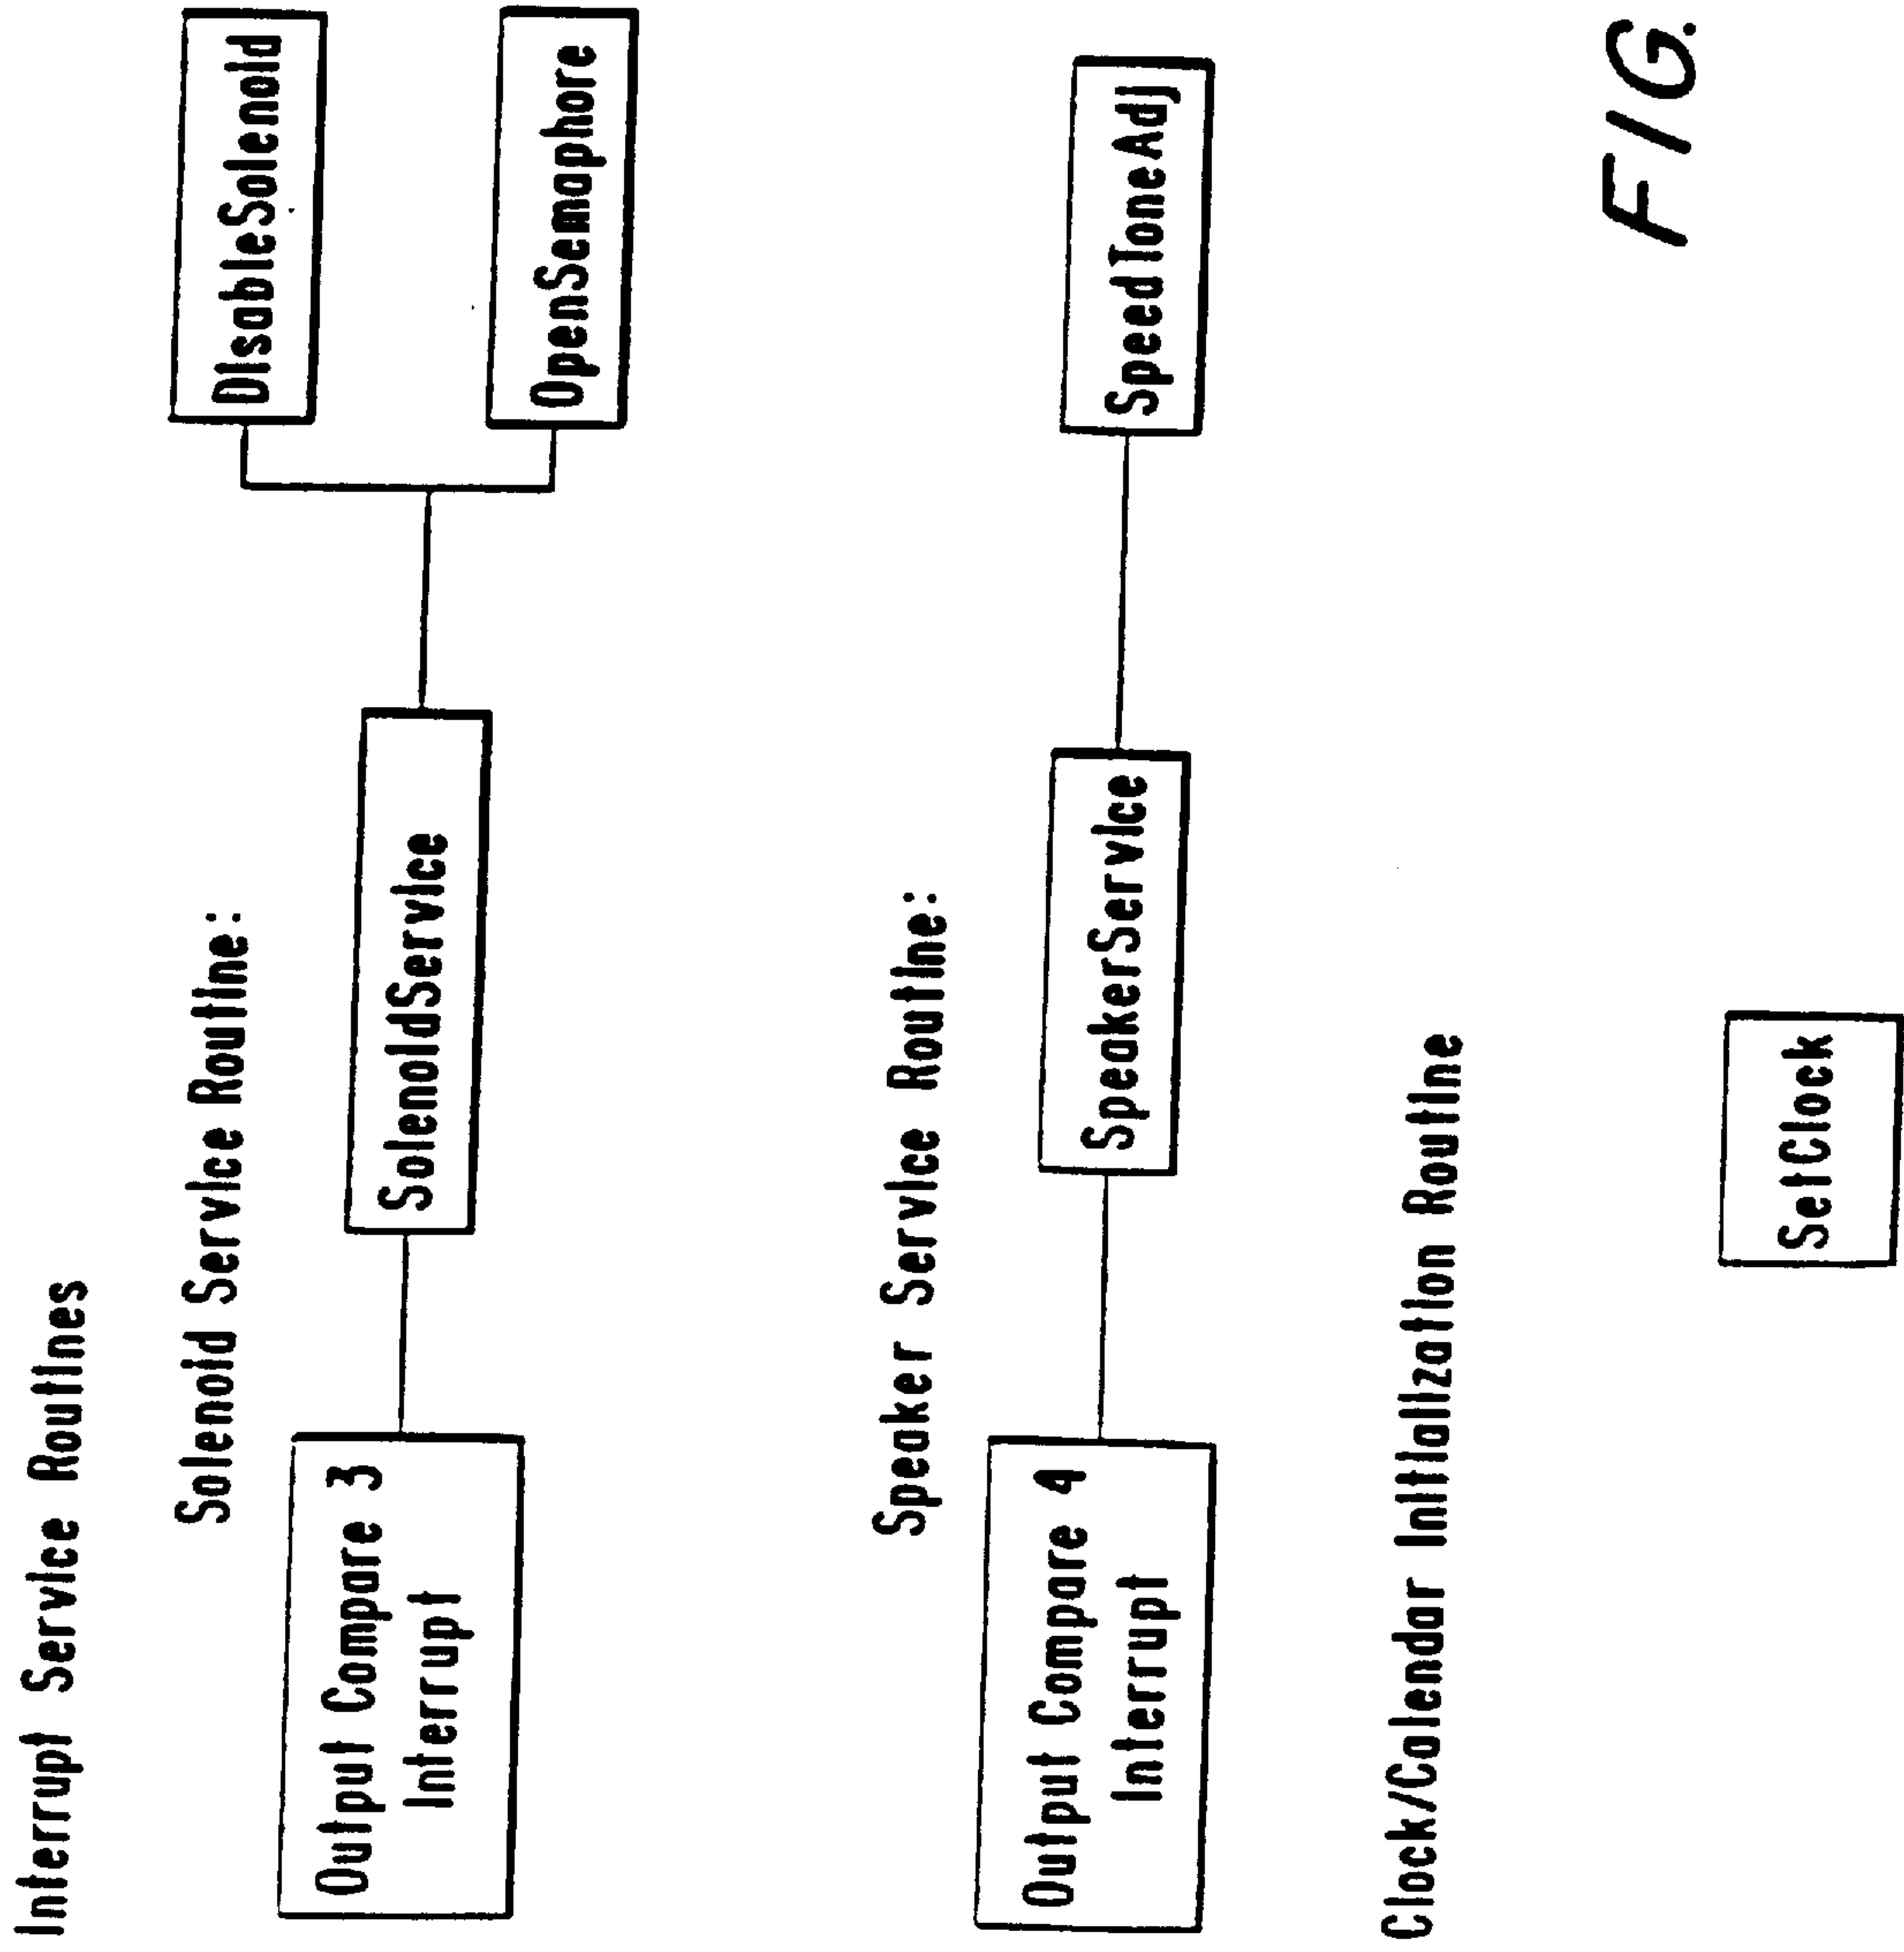 Interrupt Service Routines
Solenoid Service Routine:
Output Compare 3
Interrupt
SolenoidService
DisableSolenoid
OpenSemaphore
Speaker Service Routine:
Output Compare 4
Interrupt
SpeakerService
SpeedToneAdj
Clock/Calendar Initialization Routine
SetClock
FIG.